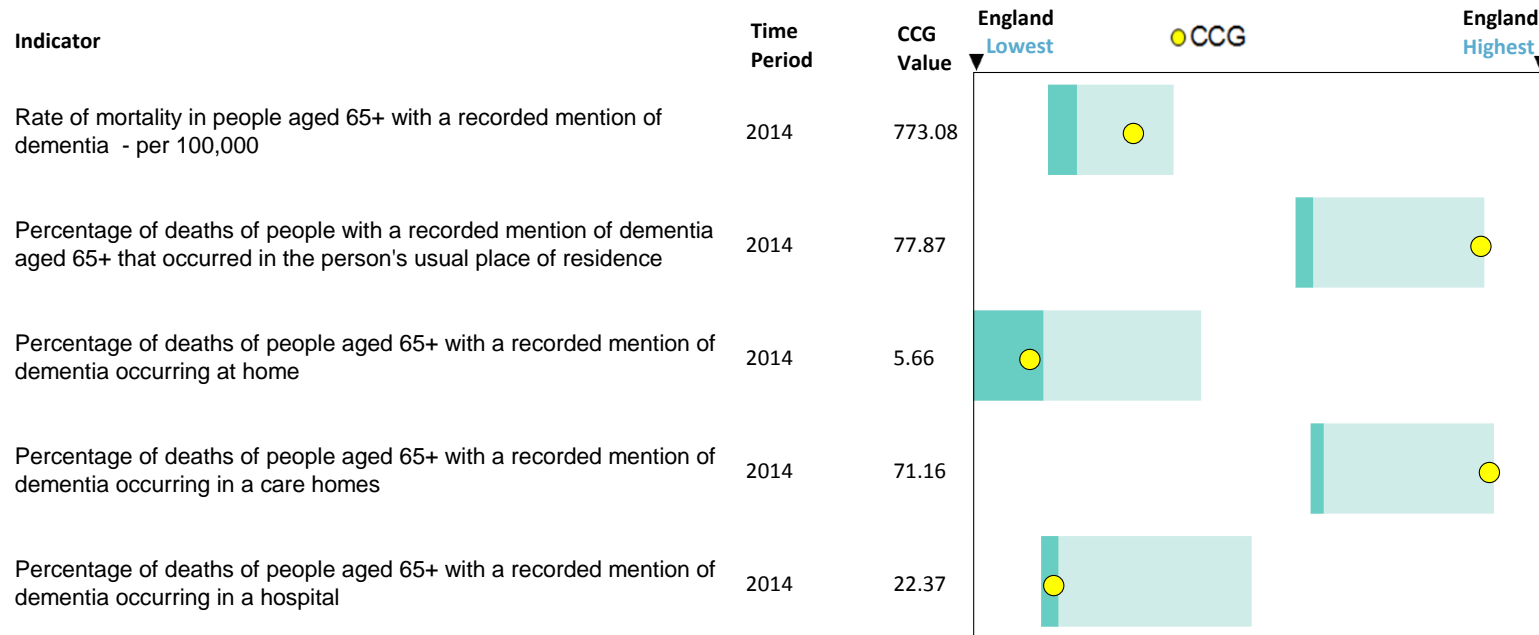 Indicator
Time
Period
CCG
Value
England
Lowest
CCG
England
Highest
Rate of mortality in people aged 65+ with a recorded mention of
dementia - per 100,000
2014
773.08
Percentage of deaths of people with a recorded mention of dementia
aged 65+ that occurred in the person's usual place of residence
2014
77.87
Percentage of deaths of people aged 65+ with a recorded mention of
dementia occurring at home
2014
5.66
Percentage of deaths of people aged 65+ with a recorded mention of
dementia occurring in a care homes
2014
71.16
Percentage of deaths of people aged 65+ with a recorded mention of
dementia occurring in a hospital
2014
22.37